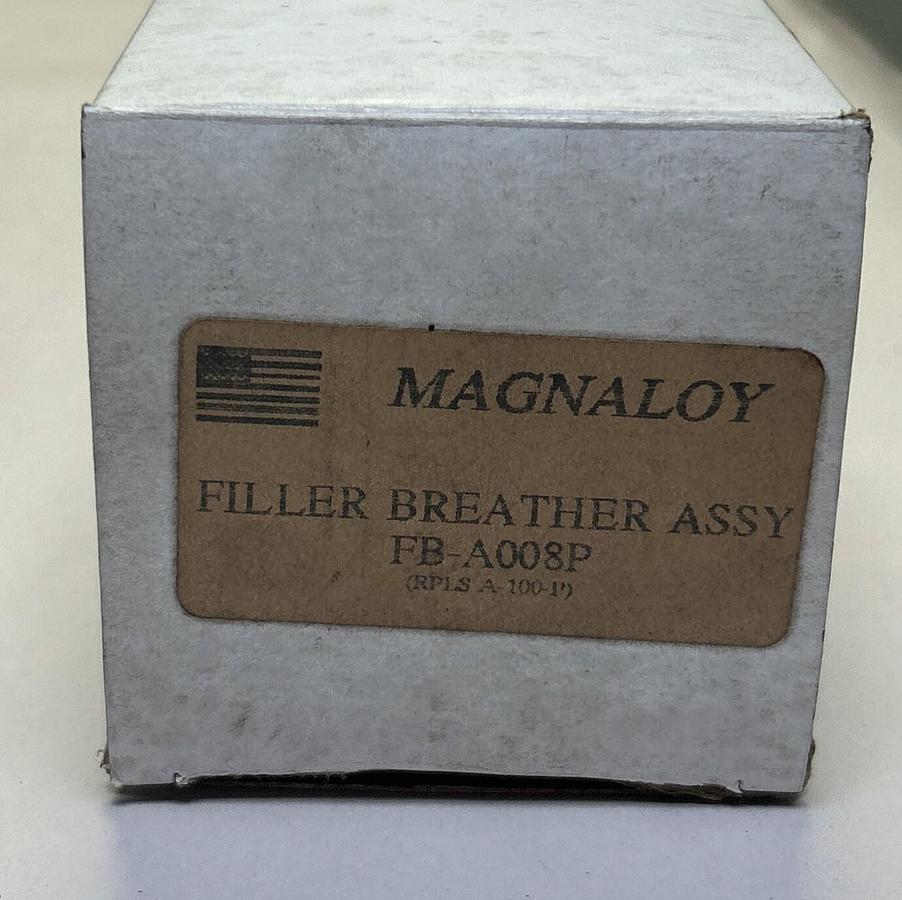 MAGNALOY
FILLER BREATHER ASSY
FB-A008P
(RPLS A-100-P)